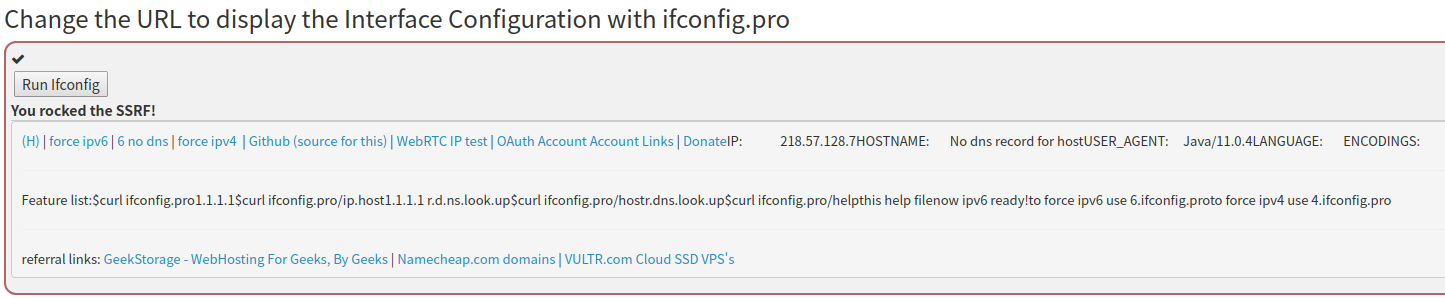 Change the URL to display the Interface Configuration with ifconfig.pro
Run Ifconfig
You rocked the SSRF!
(H) | force ipv6 | 6 no dns | force ipv4 | Github (source for this) | WebRTC IP test | OAuth Account Account Links | DonateIP: 218.57.128.7HOSTNAME: No dns record for hostUSER_AGENT: Java/11.0.4LANGUAGE: ENCODINGS:
Feature list:$curl ifconfig.pro1.1.1.1$curl ifconfig.pro/ip.host1.1.1.1 r.d.ns.look.up$curl ifconfig.pro/hostr.dns.look.up$curl ifconfig.pro/helpthis help filenow ipv6 ready!to force ipv6 use 6.ifconfig.proto force ipv4 use 4.ifconfig.pro
referral links: GeekStorage - WebHosting For Geeks, By Geeks | Namecheap.com domains | VULTR.com Cloud SSD VPS's